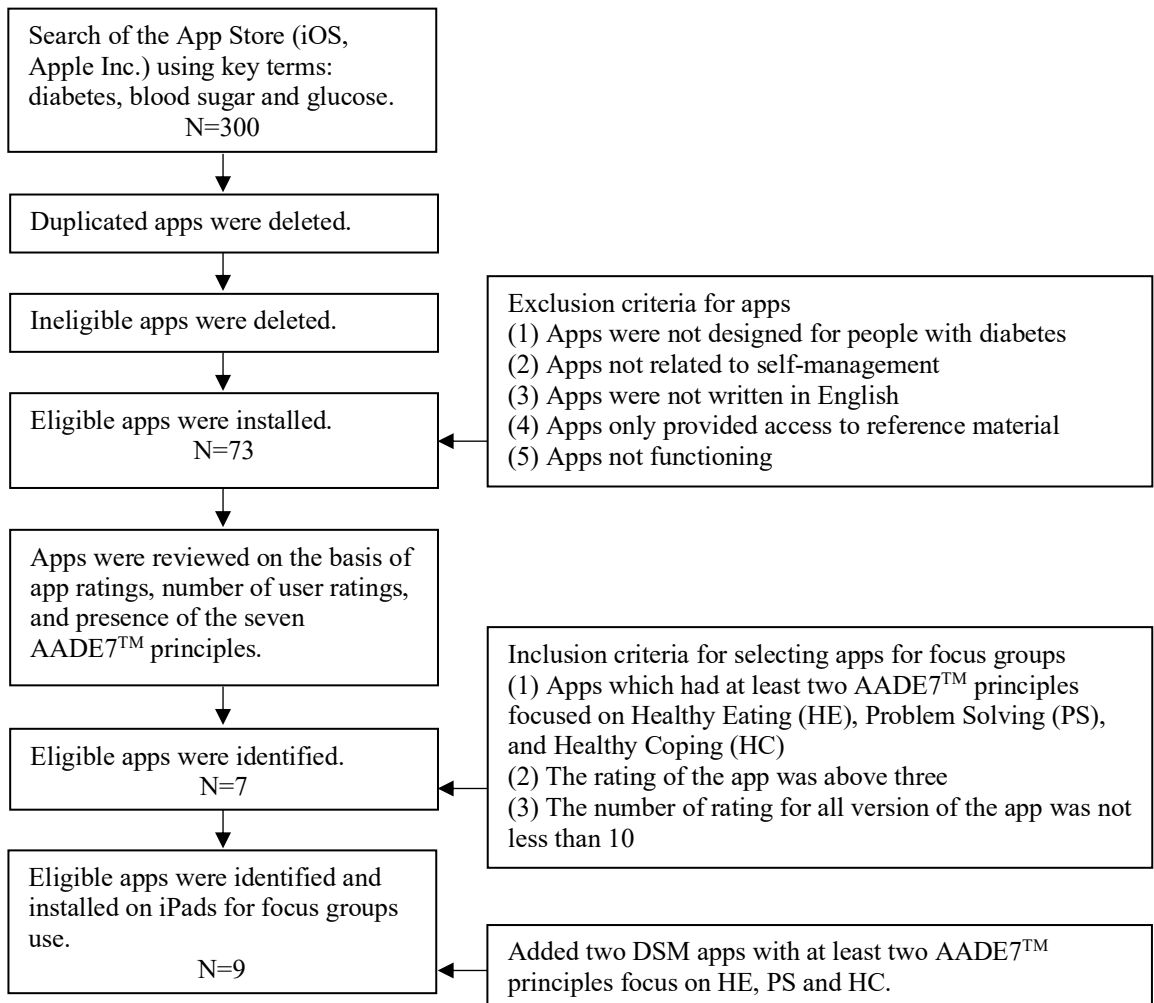 Search of the App Store (iOS,
Apple Inc.) using key terms:
diabetes, blood sugar and glucose.
N=300
Duplicated apps were deleted.
Ineligible apps were deleted.
Exclusion criteria for apps
(1) Apps were not designed for people with diabetes
(2) Apps not related to self-management
(3) Apps were not written in English
(4) Apps only provided access to reference material
(5) Apps not functioning
Eligible apps were installed.
N=73
Apps were reviewed on the basis of
app ratings, number of user ratings,
and presence of the seven
AADE7™ principles.
Inclusion criteria for selecting apps for focus groups
(1) Apps which had at least two AADE7™ principles
focused on Healthy Eating (HE), Problem Solving (PS),
and Healthy Coping (HC)
(2) The rating of the app was above three
(3) The number of rating for all version of the app was not
less than 10
Eligible apps were identified.
N=7
Eligible apps were identified and
installed on iPads for focus groups
use.
N=9
Added two DSM apps with at least two AADE7™
principles focus on HE, PS and HC.